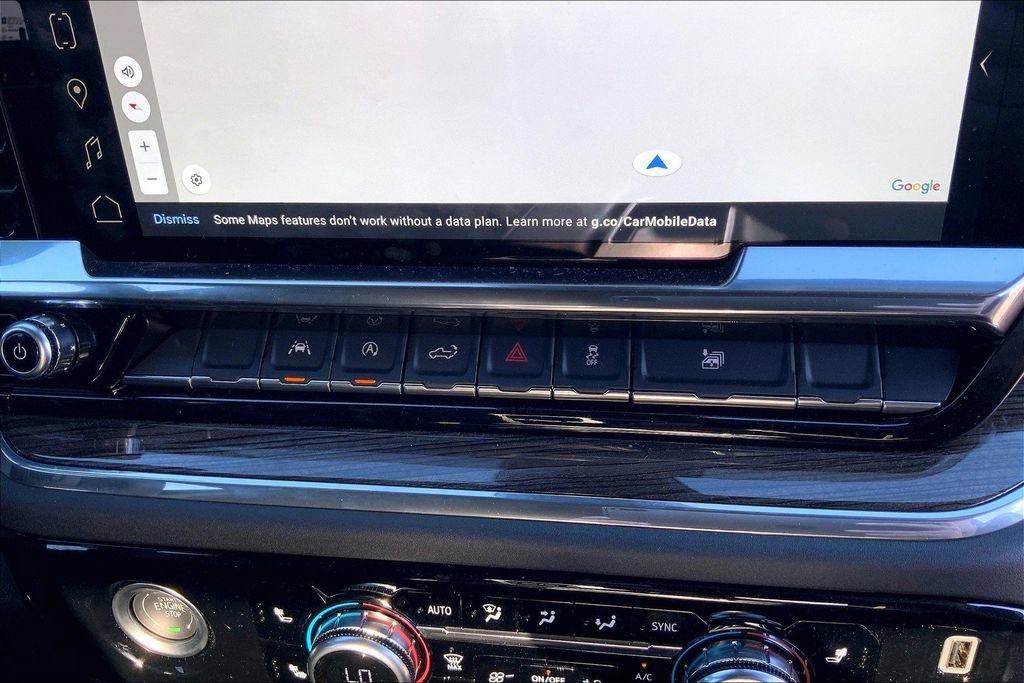 Google
Dismiss Some Maps features don't work without a data plan. Learn more at g.co/CarMobileData
A
OFF
START
ENGINE
STOP
AUTO
SYNC
LO
MAX
ON/OFF
A/C